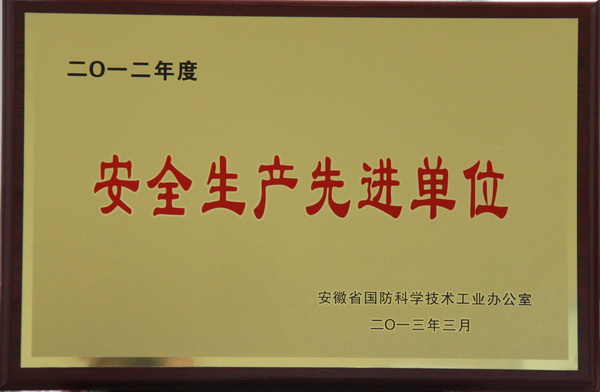 二〇一二年度
安全生产先进单位
安徽省国防科学技术工业办公室
二〇一三年三月